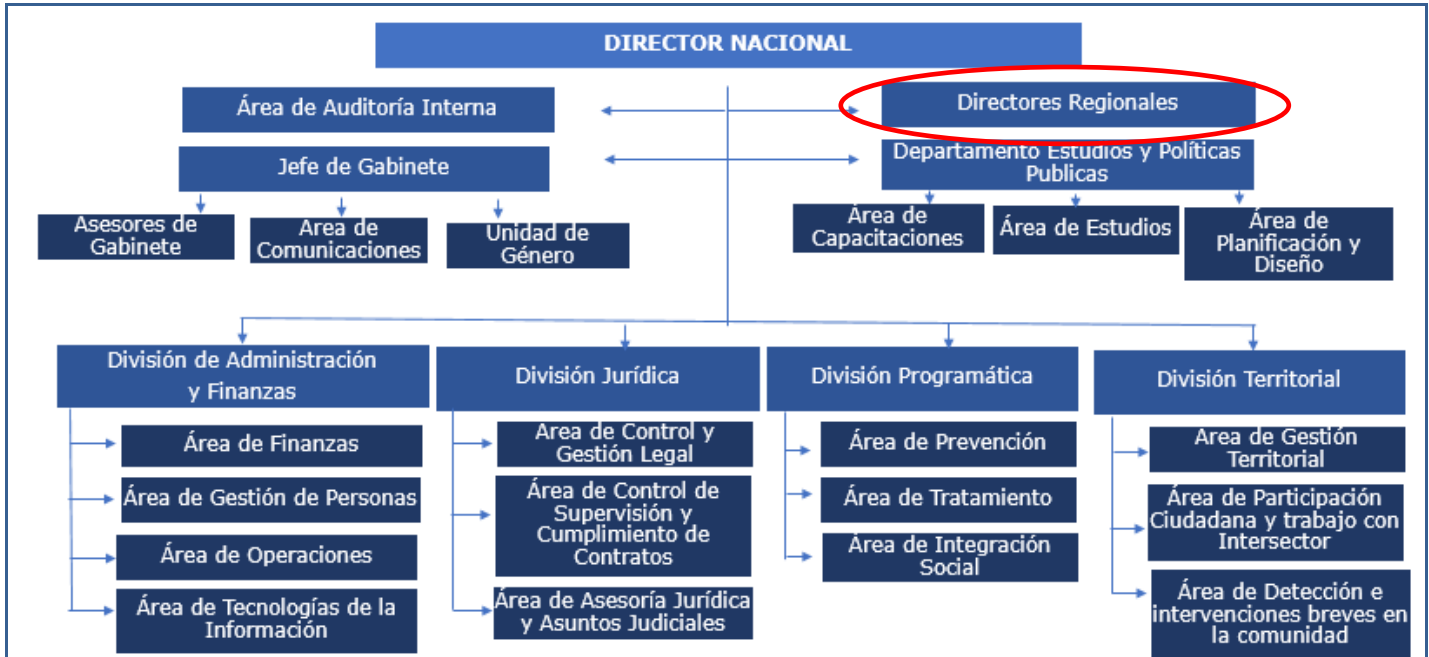 DIRECTOR NACIONAL
Área de Auditoría Interna
Directores Regionales
Jefe de Gabinete
Departamento Estudios y Políticas
Publicas
Asesores de
Gabinete
Area de
Comunicaciones
Unidad de
Género
Área de
Capacitaciones
Área de Estudios
Área de
Planificación y
Diseño
División de Administración
y Finanzas
Área de Finanzas
Área de Gestión de Personas
Área de Operaciones
Área de Tecnologías de la
Información
División Jurídica
Area de Control y
Gestión Legal
Área de Control de
Supervisión y
Cumplimiento de
Contratos
Área de Asesoría Jurídica
y Asuntos Judiciales
División Programática
Área de Prevención
Área de Tratamiento
Área de Integración
Social
División Territorial
Area de Gestión
Territorial
Área de Participación
Ciudadana y trabajo con
Intersector
Área de Detección e
intervenciones breves en
la comunidad